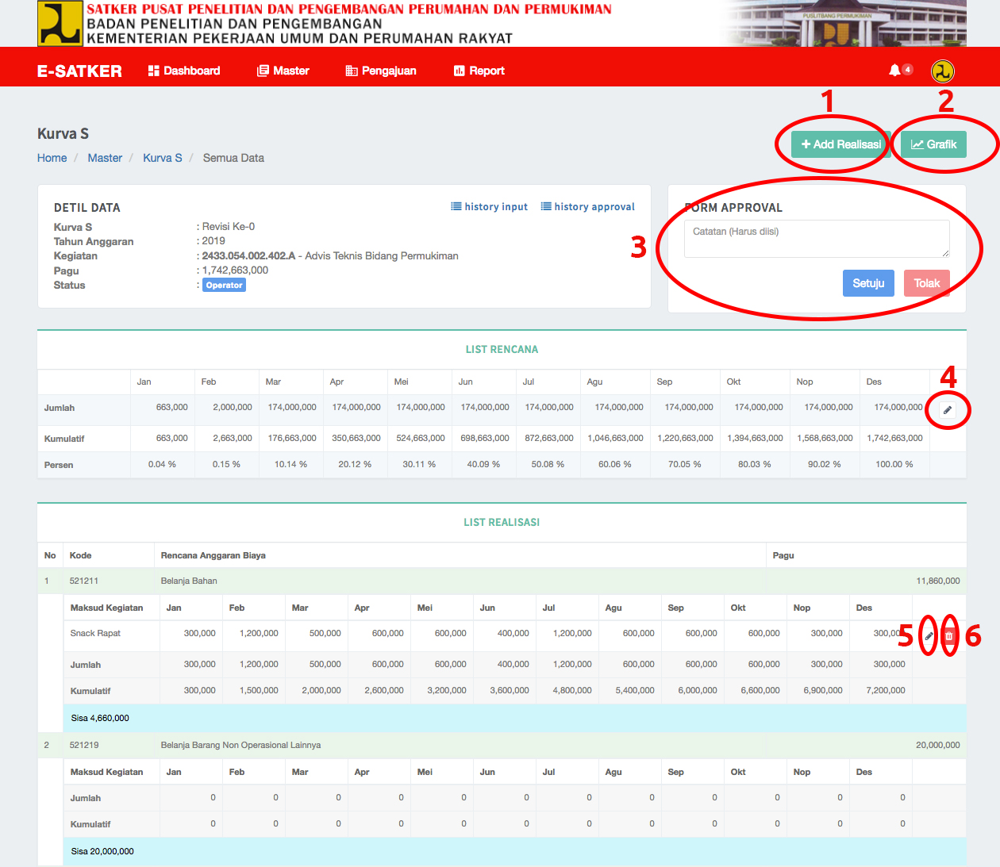 SATKER PUSAT PENELITIAN DAN PENGEMBANGAN PERUMAHAN DAN PERMUKIMAN
BADAN PENELITIAN DAN PENGEMBANGAN
KEMENTERIAN PEKERJAAN UMUM DAN PERUMAHAN RAKYAT
PUSLITBANG PERMUKIMAN
E-SATKER Dashboard Master Pengajuan Report 4
1 2
Kurva S
Add Realisasi Grafik
Home / Master / Kurva S / Semua Data
DETIL DATA history input history approval
Kurva S : Revisi Ke-0
Tahun Anggaran : 2019
Kegiatan : 2433.054.002.402.A - Advis Teknis Bidang Permukiman
Pagu : 1,742,663,000
Status : Operator
3
FORM APPROVAL
Catatan (Harus diisi)
Setuju Tolak
LIST RENCANA
Jan Feb Mar Apr Mei Jun Jul Agu Sep Okt Nop Des
4
Jumlah 663,000 2,000,000 174,000,000 174,000,000 174,000,000 174,000,000 174,000,000 174,000,000 174,000,000 174,000,000 174,000,000 174,000,000
Kumulatif 663,000 2,663,000 176,663,000 350,663,000 524,663,000 698,663,000 872,663,000 1,046,663,000 1,220,663,000 1,394,663,000 1,568,663,000 1,742,663,000
Persen 0.04 % 0.15 % 10.14 % 20.12 % 30.11 % 40.09 % 50.08 % 60.06 % 70.05 % 80.03 % 90.02 % 100.00 %
LIST REALISASI
No Kode Rencana Anggaran Biaya Pagu
1 521211 Belanja Bahan 11,860,000
Maksud Kegiatan Jan Feb Mar Apr Mei Jun Jul Agu Sep Okt Nop Des
Snack Rapat 300,000 1,200,000 500,000 600,000 600,000 400,000 1,200,000 600,000 600,000 600,000 300,000 300,000
5 6
Jumlah 300,000 1,200,000 500,000 600,000 600,000 400,000 1,200,000 600,000 600,000 600,000 300,000 300,000
Kumulatif 300,000 1,500,000 2,000,000 2,600,000 3,200,000 3,600,000 4,800,000 5,400,000 6,000,000 6,600,000 6,900,000 7,200,000
Sisa 4,660,000
2 521219 Belanja Barang Non Operasional Lainnya 20,000,000
Maksud Kegiatan Jan Feb Mar Apr Mei Jun Jul Agu Sep Okt Nop Des
Jumlah 0 0 0 0 0 0 0 0 0 0 0 0
Kumulatif 0 0 0 0 0 0 0 0 0 0 0 0
Sisa 20,000,000